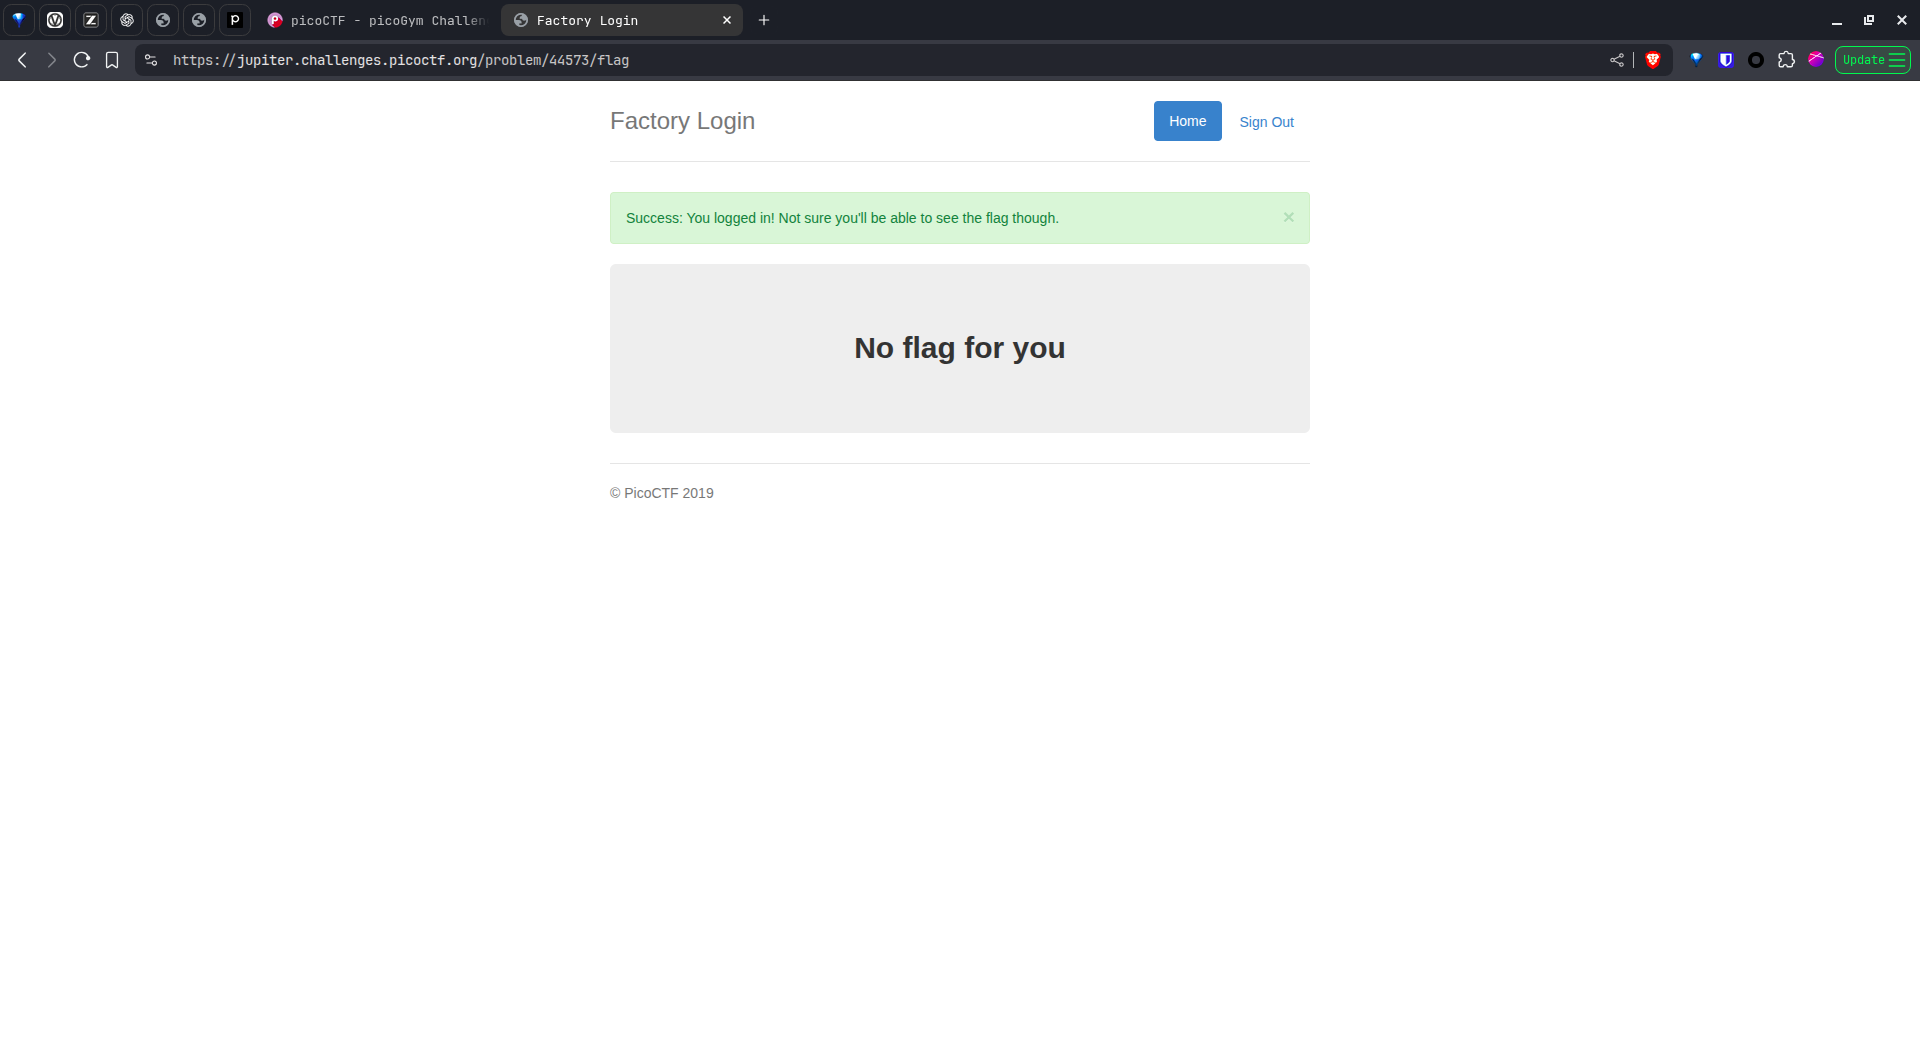 picoCTF - picoGym Challen
Factory Login
https://jupiter.challenges.picoctf.org/problem/44573/flag
Update
Factory Login
Home
Sign Out
Success: You logged in! Not sure you'll be able to see the flag though.
×
No flag for you
© PicoCTF 2019